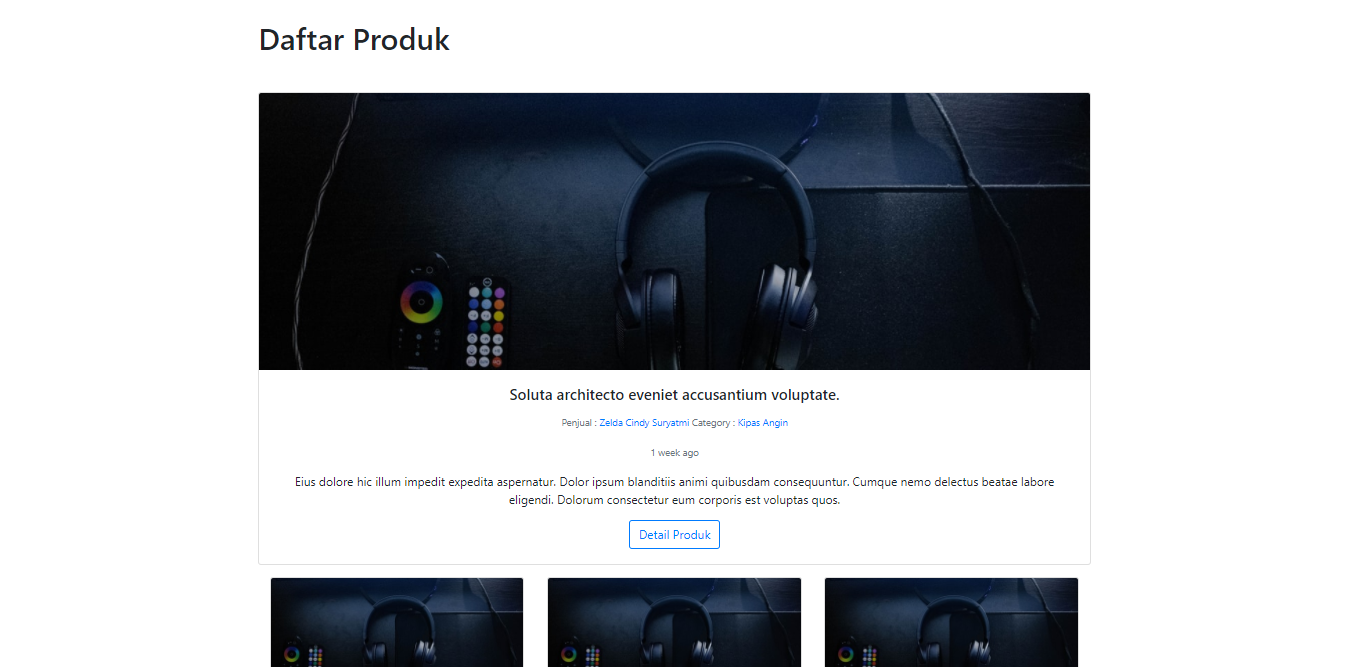 Daftar Produk
Soluta architecto eveniet accusantium voluptate.
Penjual : Zelda Cindy Suryatmi Category : Kipas Angin
1 week ago
Eius dolore hic illum impedit expedita aspernatur. Dolor ipsum blanditiis animi quibusdam consequuntur. Cumque nemo delectus beatae labore
eligendi. Dolorum consectetur eum corporis est voluptas quos.
Detail Produk